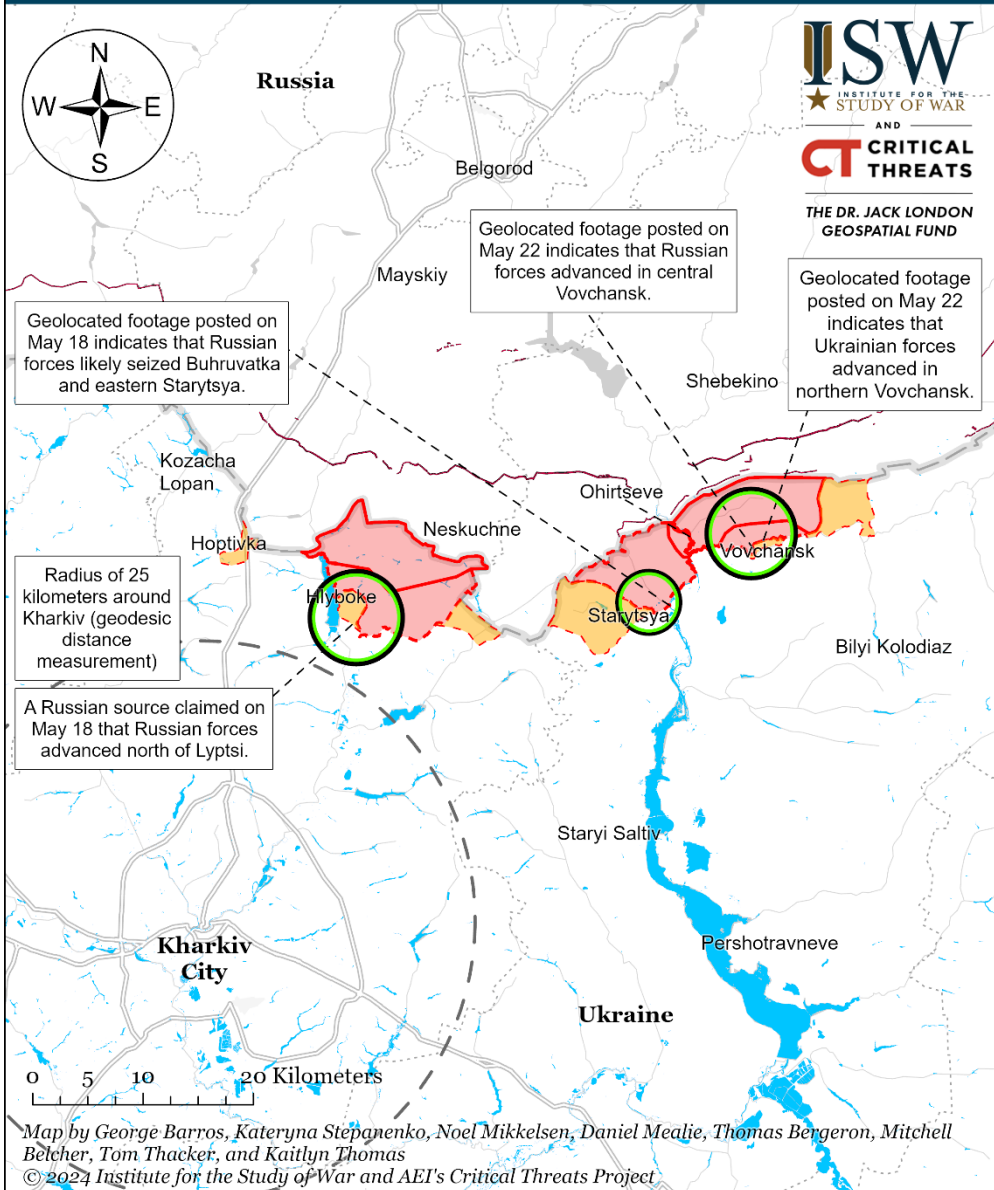 N
W
E
S
Russia
ISW
INSTITUTE FOR THE
STUDY OF WAR
AND
CT CRITICAL
THREATS
THE DR. JACK LONDON
GEOSPATIAL FUND
Belgorod
Mayskiy
Geolocated footage posted on
May 22 indicates that Russian
forces advanced in central
Vovchansk.
Geolocated footage
posted on May 22
indicates that
Ukrainian forces
advanced in
northern Vovchansk.
Geolocated footage posted on
May 18 indicates that Russian
forces likely seized Buhruvatka
and eastern Starytsya.
Shebekino
Kozacha
Lopan
Ohirtseve
Neskuchne
Hoptivka
Vovchansk
Radius of 25
kilometers around
Kharkiv (geodesic
distance
measurement)
Hlyboke
Starytsya
Bilyi Kolodiaz
A Russian source claimed on
May 18 that Russian forces
advanced north of Lyptsi.
Staryi Saltiv
Kharkiv
City
Pershotravneve
Ukraine
0 5 10 20 Kilometers
Map by George Barros, Kateryna Stepanenko, Noel Mikkelsen, Daniel Mealie, Thomas Bergeron, Mitchell
Belcher, Tom Thacker, and Kaitlyn Thomas
© 2024 Institute for the Study of War and AEI's Critical Threats Project